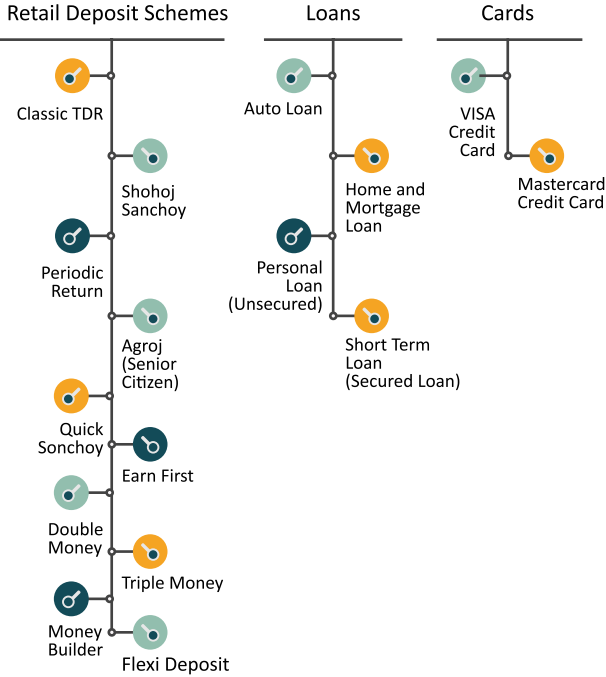 Retail Deposit Schemes
Classic TDR
Shohoj
Sanchoy
Periodic
Return
Agroj
(Senior
Citizen)
Quick
Sonchoy
Earn First
Double
Money
Triple Money
Money
Builder
Flexi Deposit
Loans
Auto Loan
Home and
Mortgage
Loan
Personal
Loan
(Unsecured)
Short Term
Loan
(Secured Loan)
Cards
VISA
Credit
Card
Mastercard
Credit Card